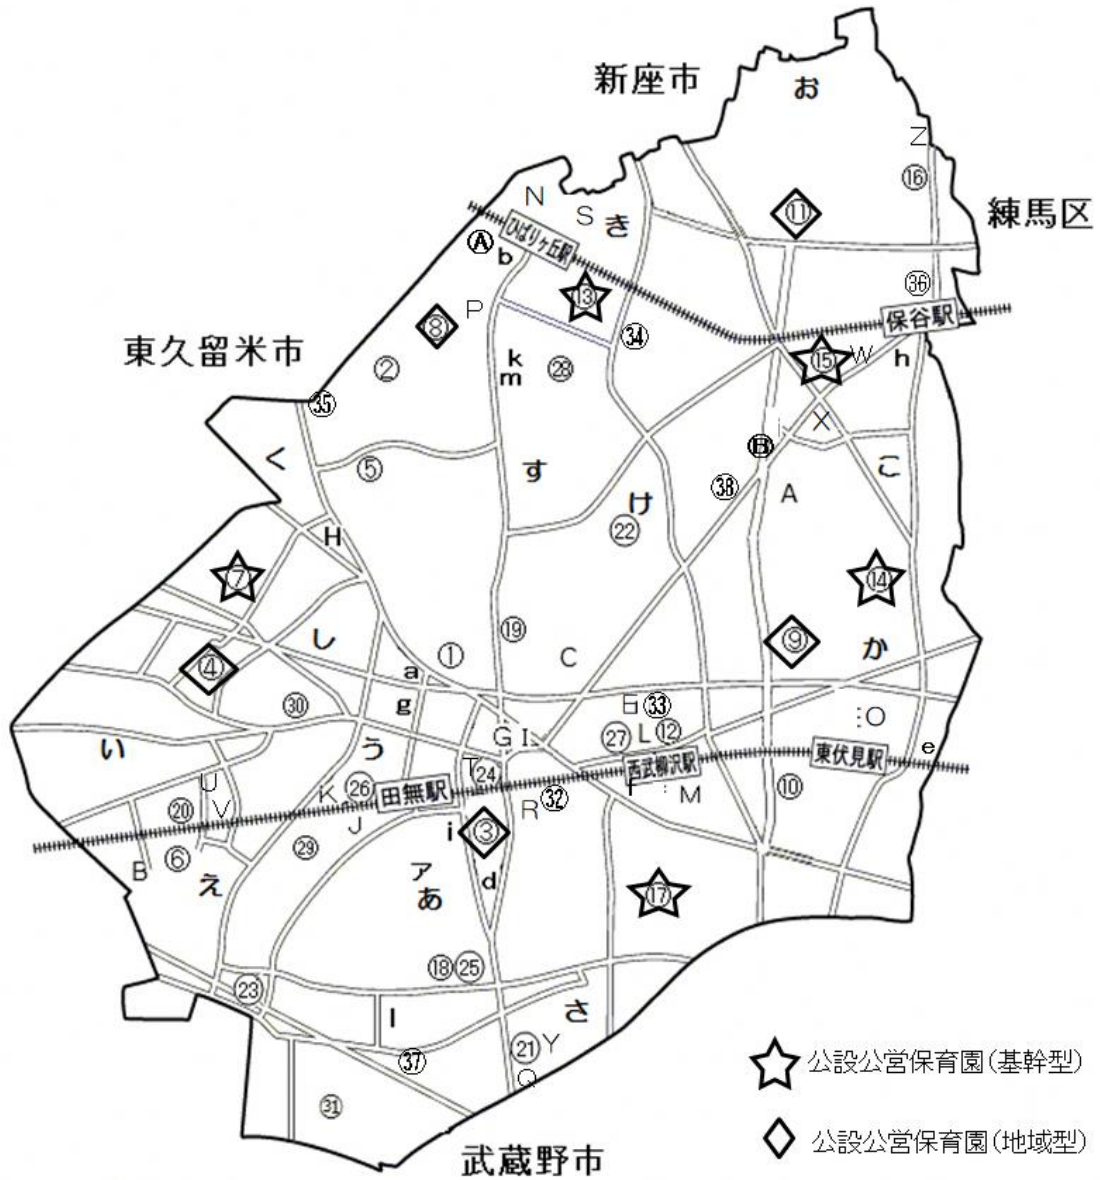 新座市
お
Z
⑯
練馬区
N
S
き
⑪
ひばりヶ丘駅
Ⓐ
b
⑬
㊱
P
⑧
保谷駅
東久留米市
㉞
②
k
m
㉘
⑮
W
h
㉟
X
く
⑤
す
Ⓑ
こ
け
㊳
A
㉒
H
⑦
⑭
し
①
⑲
C
⑨
か
④
a
g
㉚
㉝
い
う
G
I
㉗
L
⑫
O
e
T
㉔
西武柳沢駅
東伏見駅
U
K
㉖
田無駅
⑳
V
J
R
㉜
M
⑩
i
③
B
⑥
㉙
え
ア
あ
d
⑰
⑱
㉕
㉓
l
さ
㊲
㉑
Y
Q
㉛
武蔵野市
公設公営保育園(基幹型)
公設公営保育園(地域型)